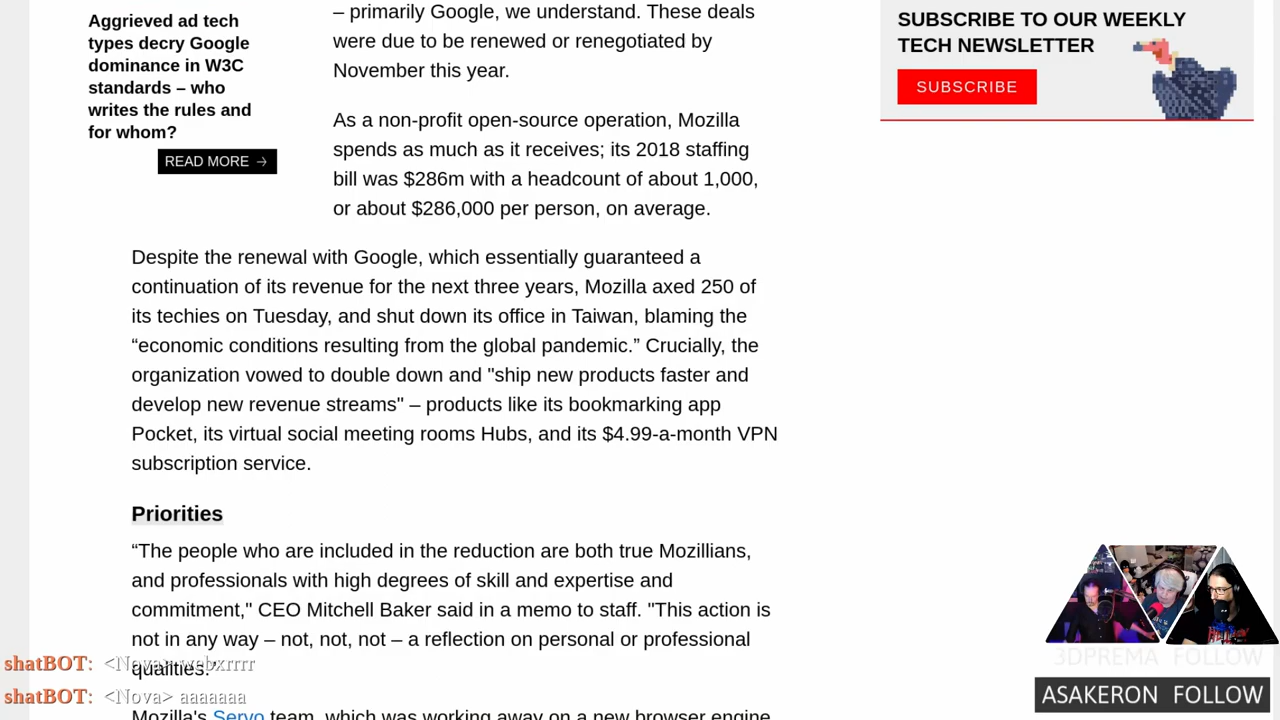 Aggrieved ad tech
types decry Google
dominance in W3C
standards – who
writes the rules and
for whom?
READ MORE →
– primarily Google, we understand. These deals
were due to be renewed or renegotiated by
November this year.
As a non-profit open-source operation, Mozilla
spends as much as it receives; its 2018 staffing
bill was $286m with a headcount of about 1,000,
or about $286,000 per person, on average.
Despite the renewal with Google, which essentially guaranteed a
continuation of its revenue for the next three years, Mozilla axed 250 of
its techies on Tuesday, and shut down its office in Taiwan, blaming the
“economic conditions resulting from the global pandemic.” Crucially, the
organization vowed to double down and "ship new products faster and
develop new revenue streams" – products like its bookmarking app
Pocket, its virtual social meeting rooms Hubs, and its $4.99-a-month VPN
subscription service.
Priorities
“The people who are included in the reduction are both true Mozillians,
and professionals with high degrees of skill and expertise and
commitment," CEO Mitchell Baker said in a memo to staff. "This action is
not in any way – not, not, not – a reflection on personal or professional
qualities."
Mozilla's Servo team, which was working away on a new browser engine
SUBSCRIBE TO OUR WEEKLY
TECH NEWSLETTER
SUBSCRIBE
shatBOT: <Nova> webxrrrr
shatBOT: <Nova> aaaaaaa
3DPREMA FOLLOW
ASAKERON FOLLOW